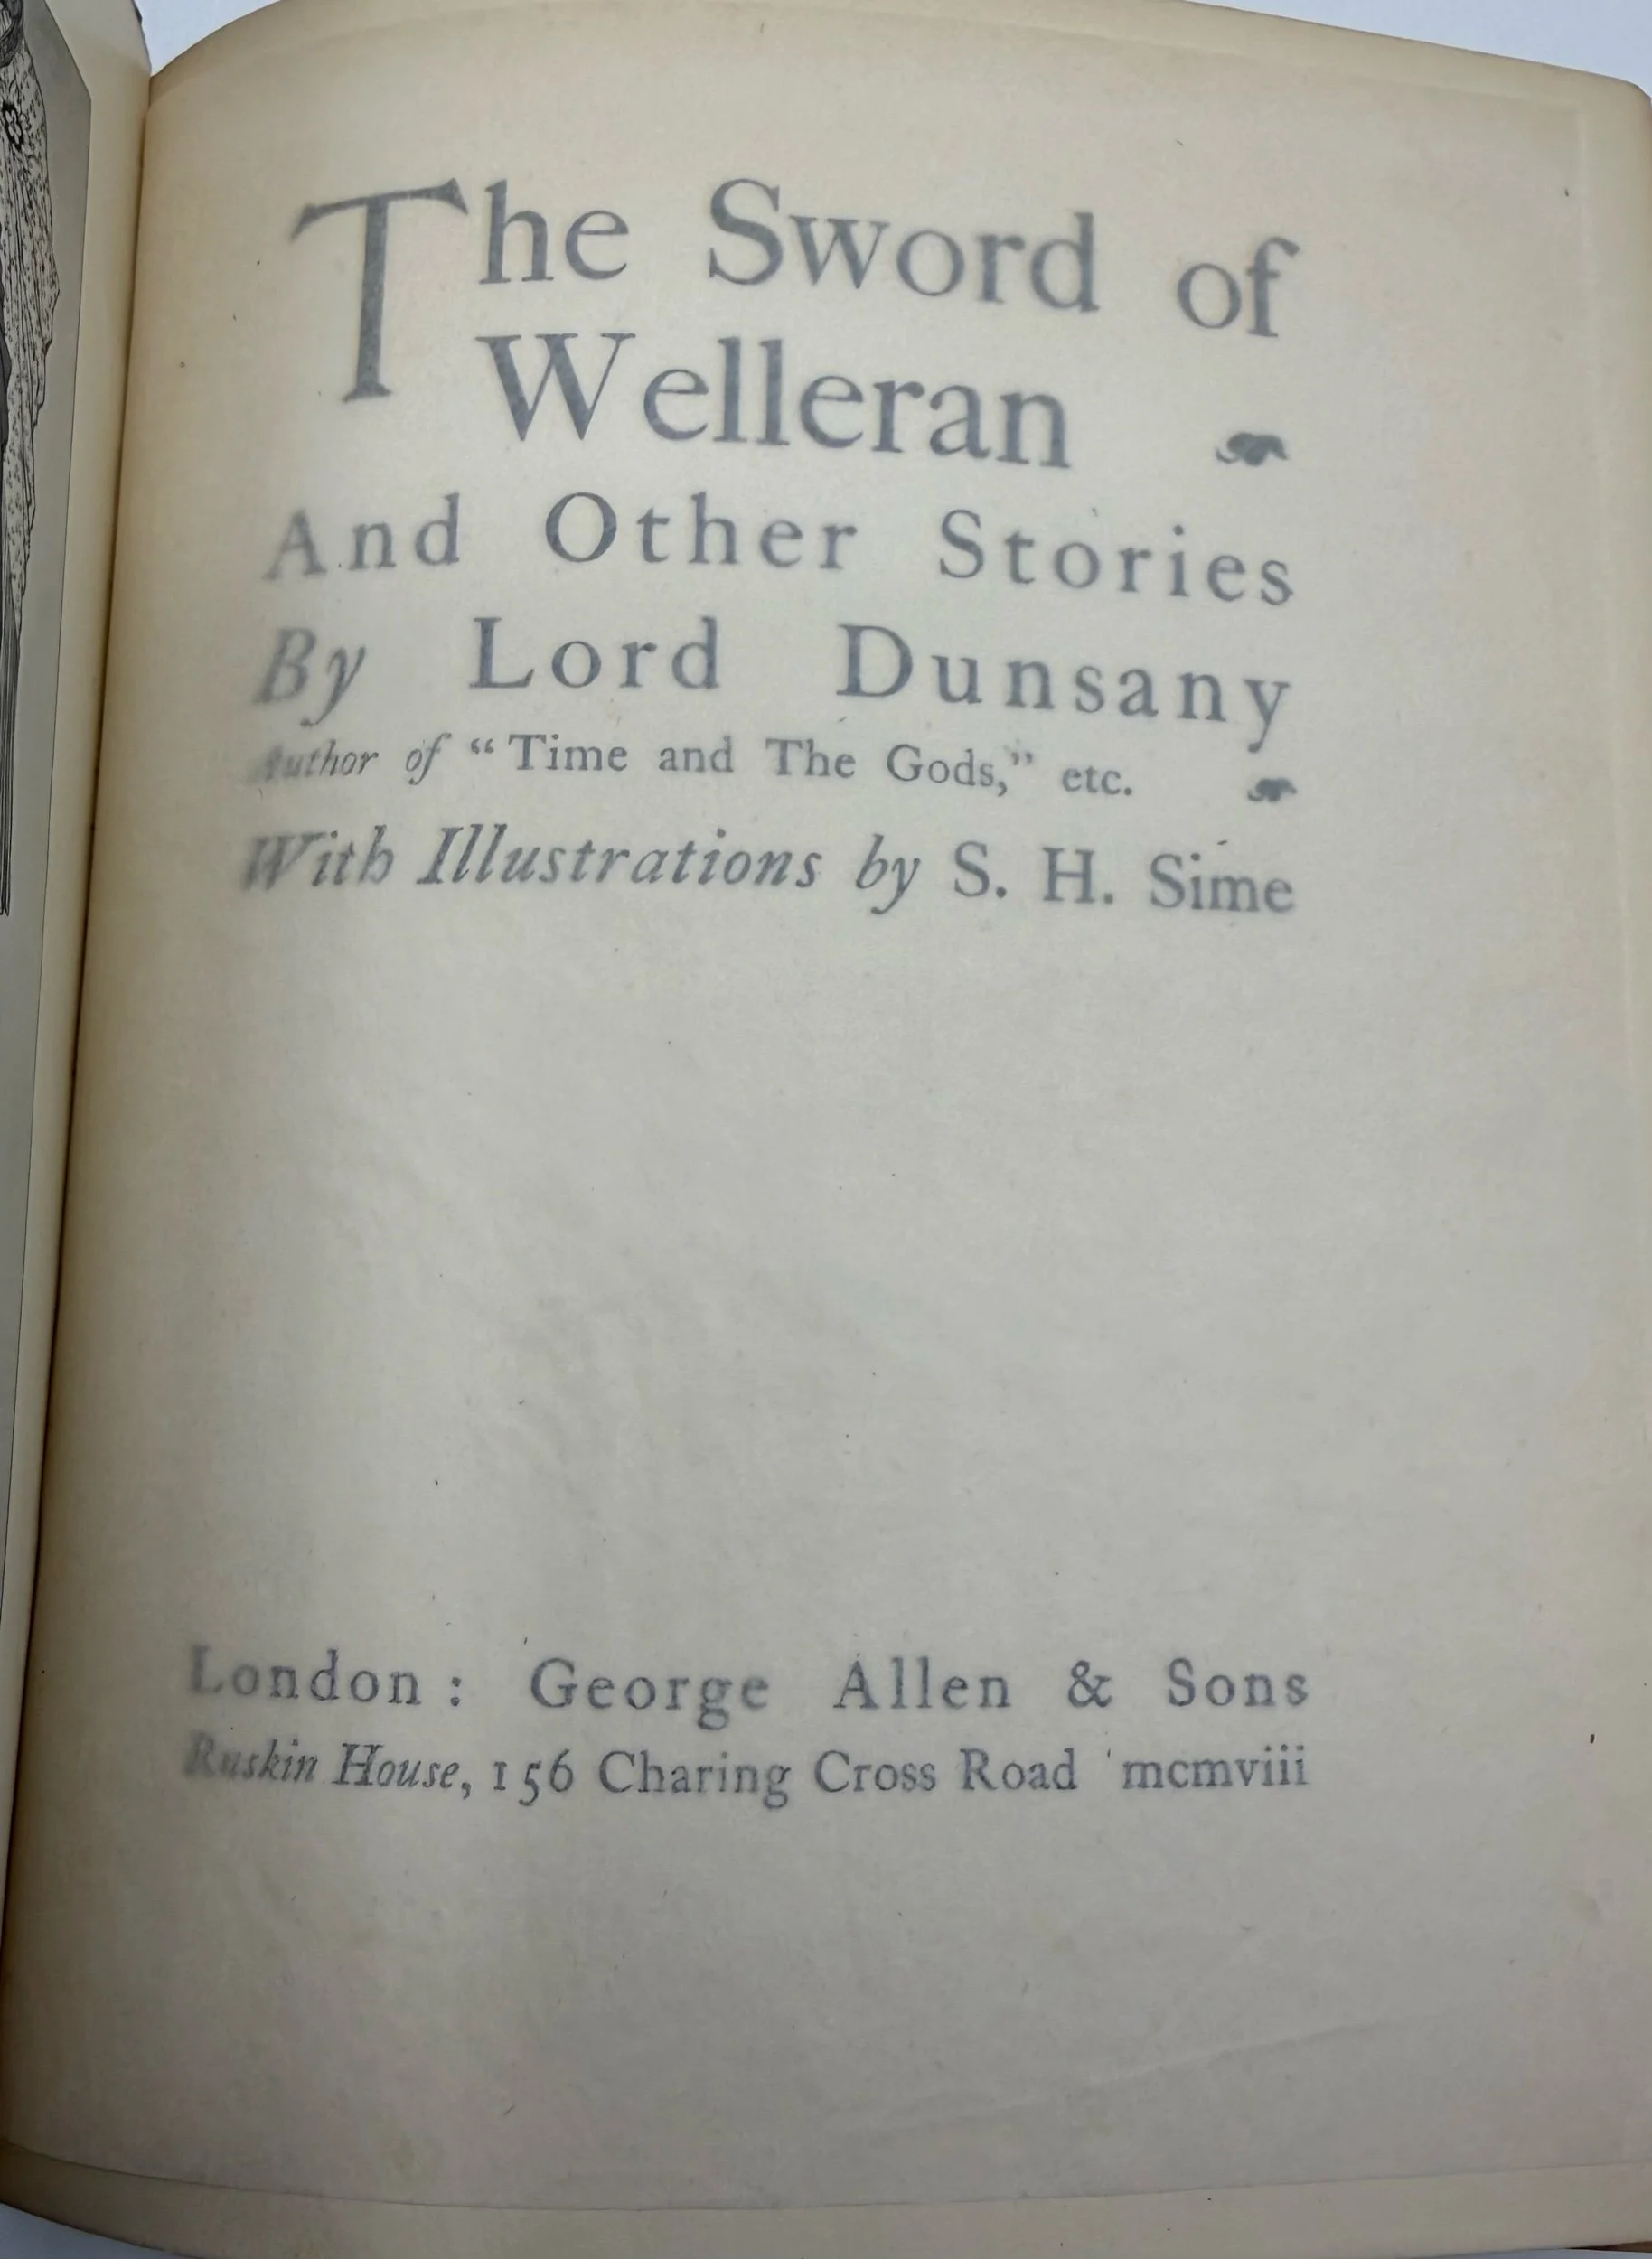 The Sword of
Welleran
And Other Stories
By Lord Dunsany
Author of “Time and The Gods,” etc.
With Illustrations by S. H. Sime
London: George Allen & Sons
Ruskin House, 156 Charing Cross Road mcmviii